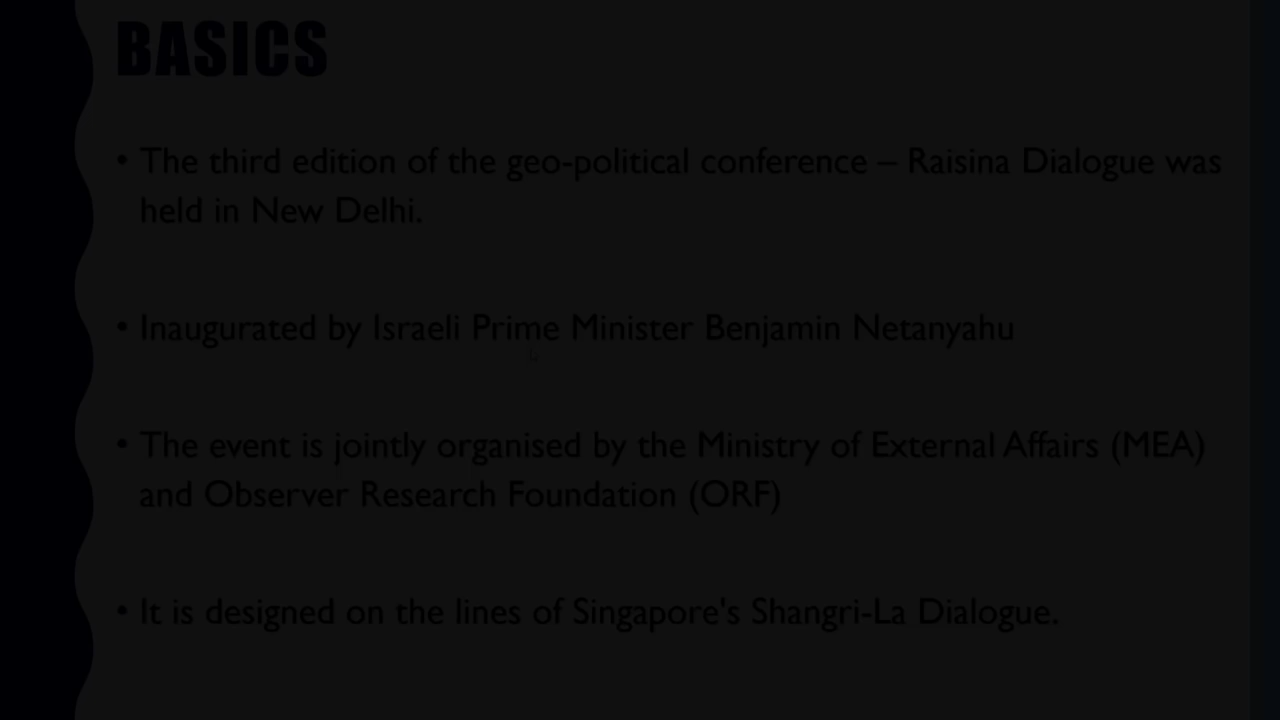 BASICS
• The third edition of the geo-political conference – Raisina Dialogue was
held in New Delhi.
• Inaugurated by Israeli Prime Minister Benjamin Netanyahu
• The event is jointly organised by the Ministry of External Affairs (MEA)
and Observer Research Foundation (ORF)
• It is designed on the lines of Singapore's Shangri-La Dialogue.